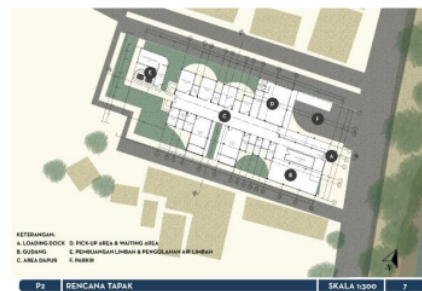 E
D
F
C
A
B
KETERANGAN:
A. LOADING DOCK D. PICK-UP AREA & WAITING AREA
B. GUDANG E. PEMBUANGAN LIMBAH & PENGOLAHAN AIR LIMBAH
C. AREA DAPUR F. PARKIR
P2 RENCANA TAPAK SKALA 1:300 7